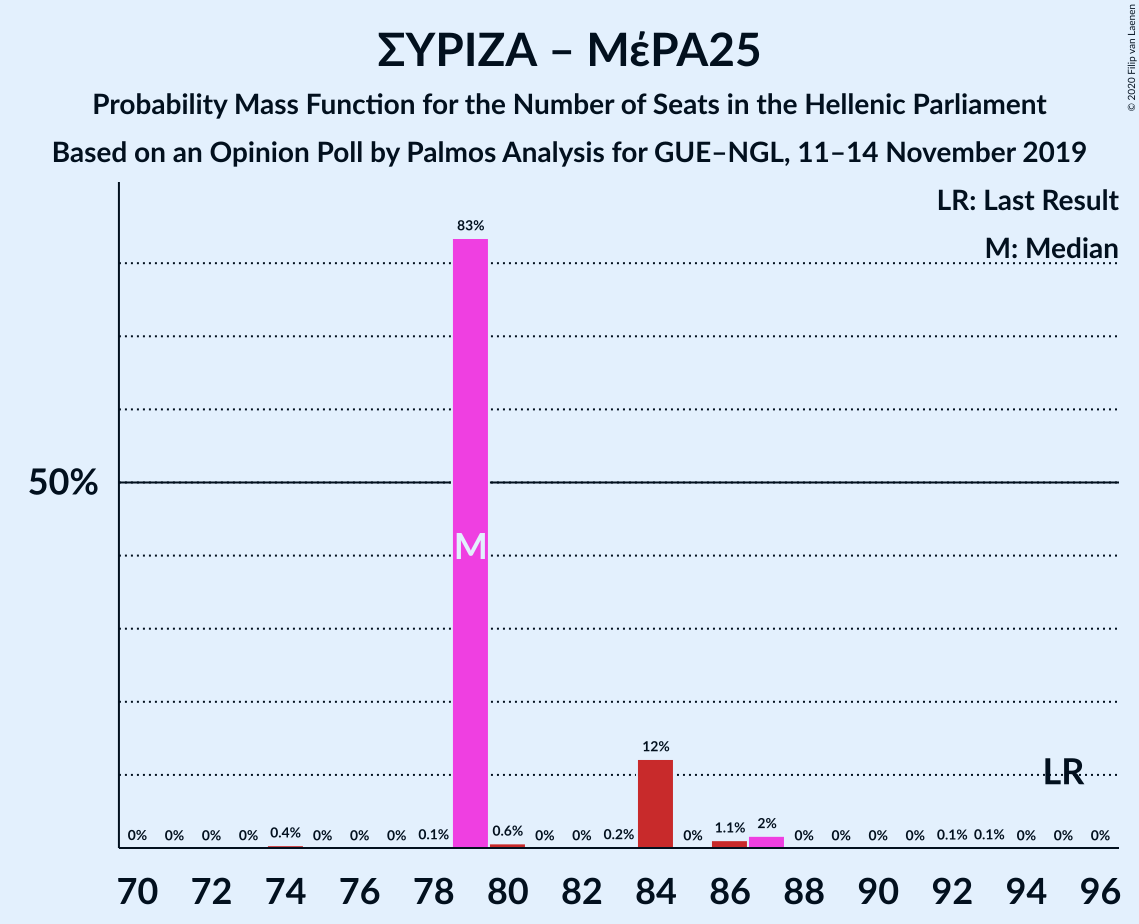 ΣΥΡΙΖΑ – ΜέΡΑ25
Probability Mass Function for the Number of Seats in the Hellenic Parliament
Based on an Opinion Poll by Palmos Analysis for GUE–NGL, 11–14 November 2019
© 2020 Filip van Laenen
LR: Last Result
M: Median
83%
50%
M
12%
LR
0% 0% 0% 0% 0.4% 0% 0% 0% 0.1% 0.6% 0% 0% 0.2% 0% 1.1% 2% 0% 0% 0% 0% 0.1% 0.1% 0% 0% 0%
70 72 74 76 78 80 82 84 86 88 90 92 94 96